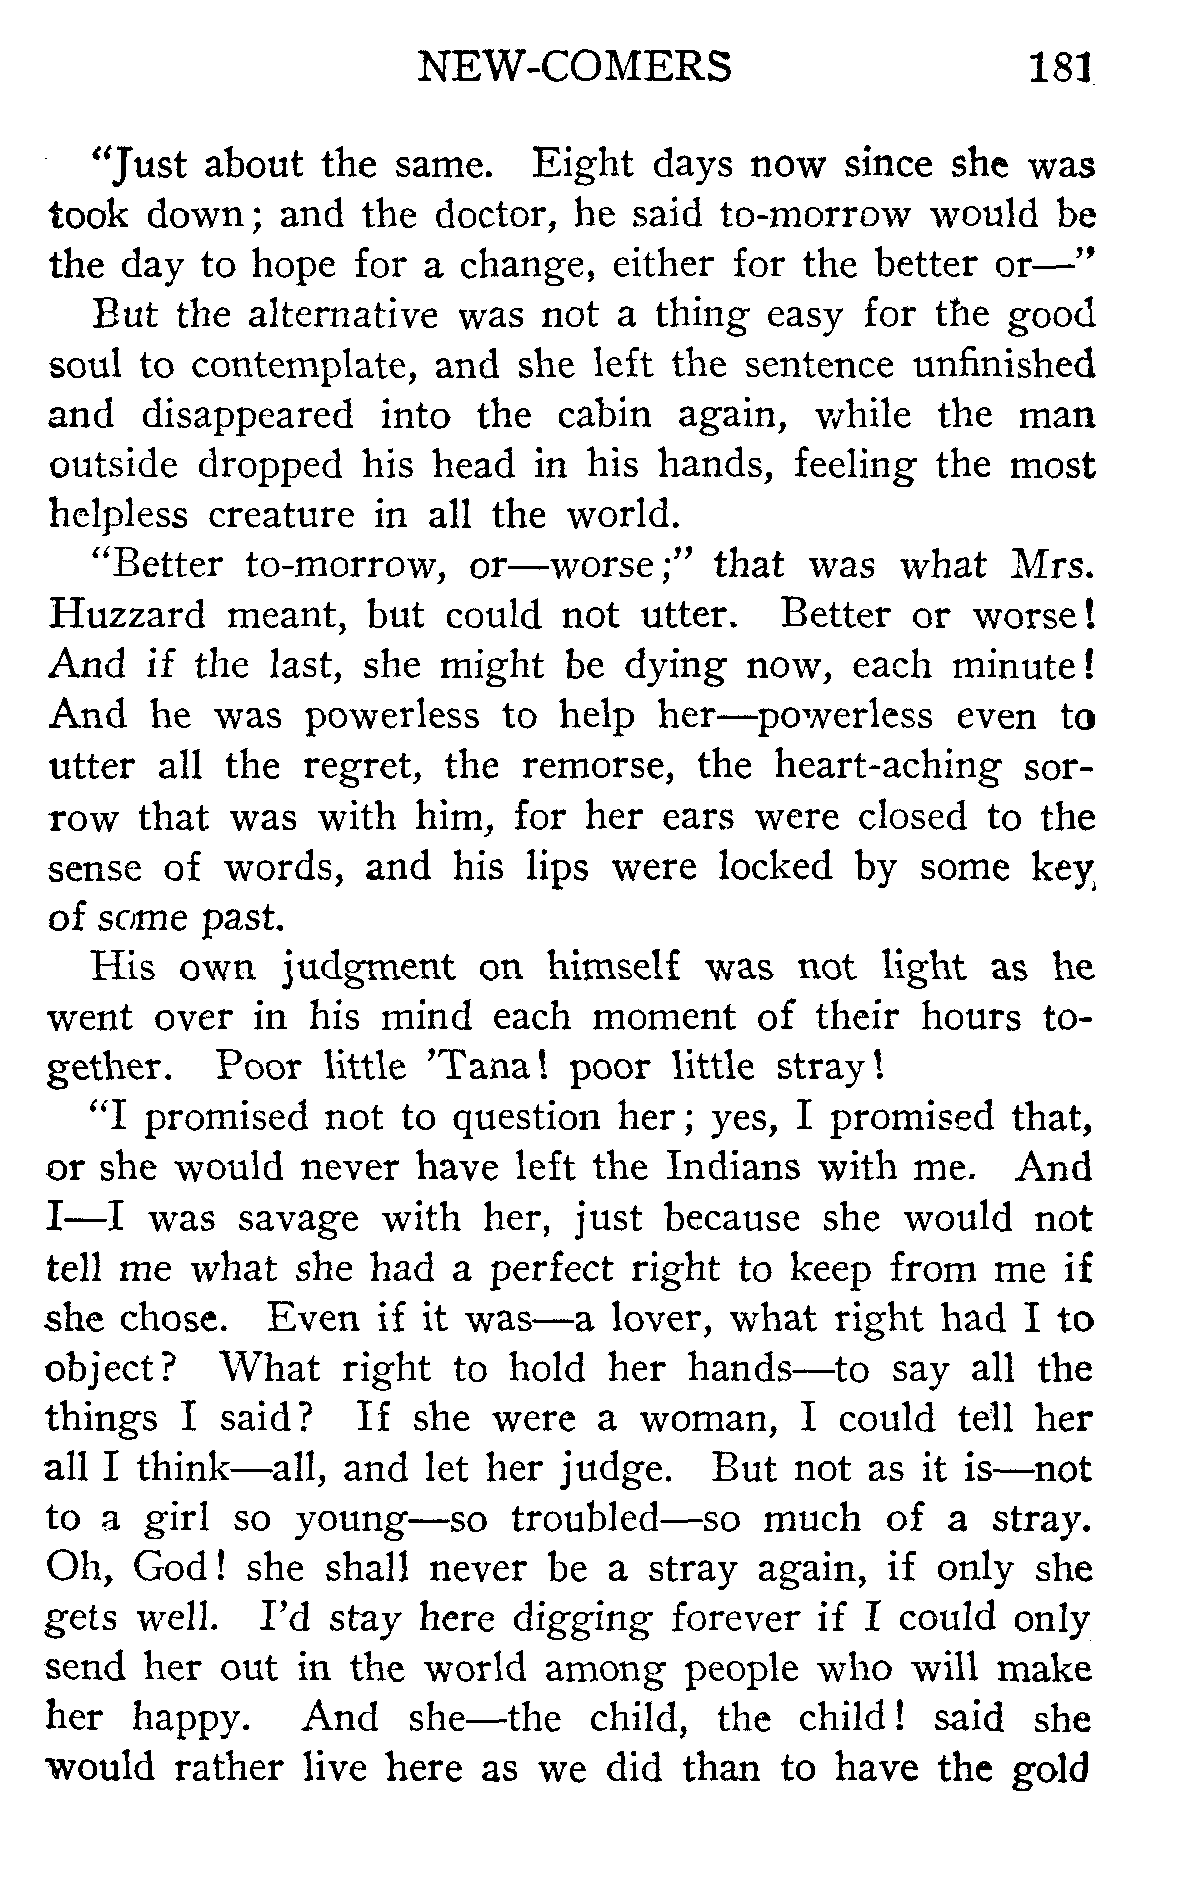 NEW-COMERS 181
“Just about the same. Eight days now since she was
took down; and the doctor, he said to-morrow would be
the day to hope for a change, either for the better or—”
But the alternative was not a thing easy for the good
soul to contemplate, and she left the sentence unfinished
and disappeared into the cabin again, while the man
outside dropped his head in his hands, feeling the most
helpless creature in all the world.
“Better to-morrow, or—worse;” that was what Mrs.
Huzzard meant, but could not utter. Better or worse!
And if the last, she might be dying now, each minute!
And he was powerless to help her—powerless even to
utter all the regret, the remorse, the heart-aching sor-
row that was with him, for her ears were closed to the
sense of words, and his lips were locked by some key
of some past.
His own judgment on himself was not light as he
went over in his mind each moment of their hours to-
gether. Poor little ’Tana! poor little stray!
“I promised not to question her; yes, I promised that,
or she would never have left the Indians with me. And
I—I was savage with her, just because she would not
tell me what she had a perfect right to keep from me if
she chose. Even if it was—a lover, what right had I to
object? What right to hold her hands—to say all the
things I said? If she were a woman, I could tell her
all I think—all, and let her judge. But not as it is—not
to a girl so young—so troubled—so much of a stray.
Oh, God! she shall never be a stray again, if only she
gets well. I’d stay here digging forever if I could only
send her out in the world among people who will make
her happy. And she—the child, the child! said she
would rather live here as we did than to have the gold